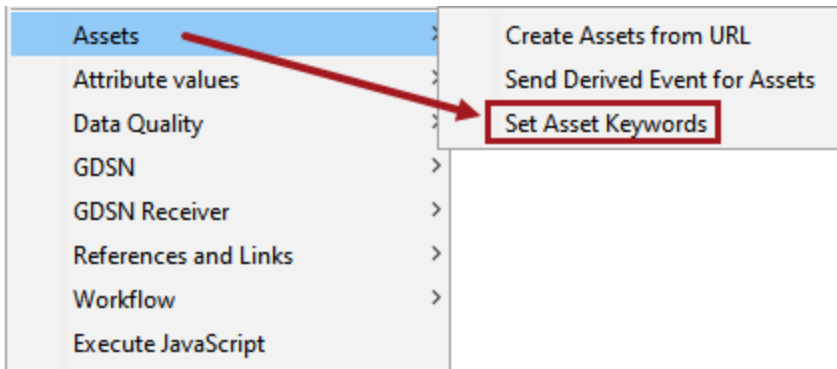 Assets
Attribute values
Data Quality
GDSN
GDSN Receiver
References and Links
Workflow
Execute JavaScript
Create Assets from URL
Send Derived Event for Assets
Set Asset Keywords